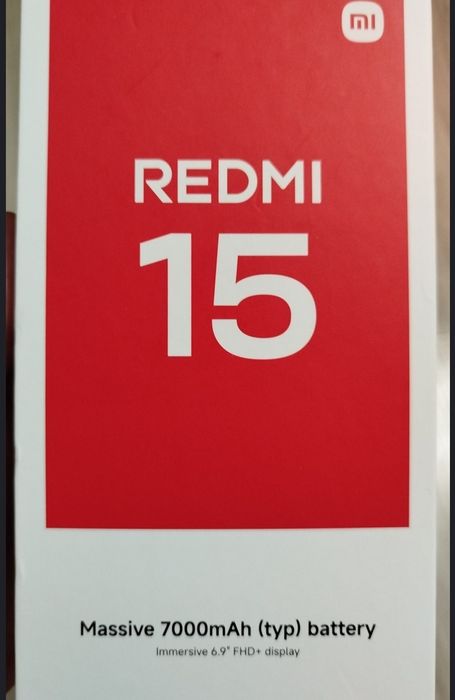 mi
REDMI
15
Massive 7000mAh (typ) battery
Immersive 6.9" FHD+ display